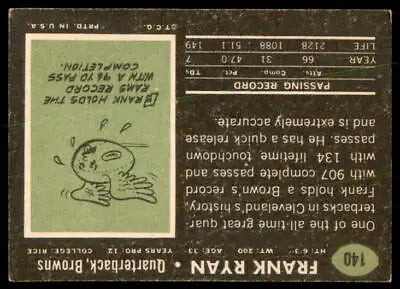 140
FRANK RYAN • Quarterback, Browns
HT: 6-3 WT: 200 AGE: 33 YEARS PRO: 12 COLLEGE: RICE
One of the all-time great quar-
terbacks in Cleveland's history,
Frank holds a Brown's record
with 907 complete passes and
with 134 lifetime touchdown
passes. He has a quick release
and is extremely accurate.
PASSING RECORD
Atts. Comp. % TDs
YEAR 66 31 47.0 7
LIFE 2128 1088 51.1 149
FRANK HOLDS THE
RAMS RECORD
WITH A 96 YD PASS
COMPLETION.
*T.C.G. *PRTD. IN U.S.A.